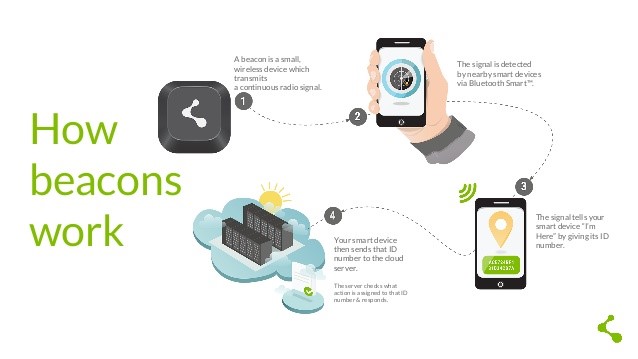 How
beacons
work
A beacon is a small,
wireless device which
transmits
a continuous radio signal.
1
2
The signal is detected
by nearby smart devices
via Bluetooth Smart™.
3
The signal tells your
smart device "I'm
Here" by giving its ID
number.
4
Your smart device
then sends that ID
number to the cloud
server.
The server checks what
action is assigned to that ID
number & responds.